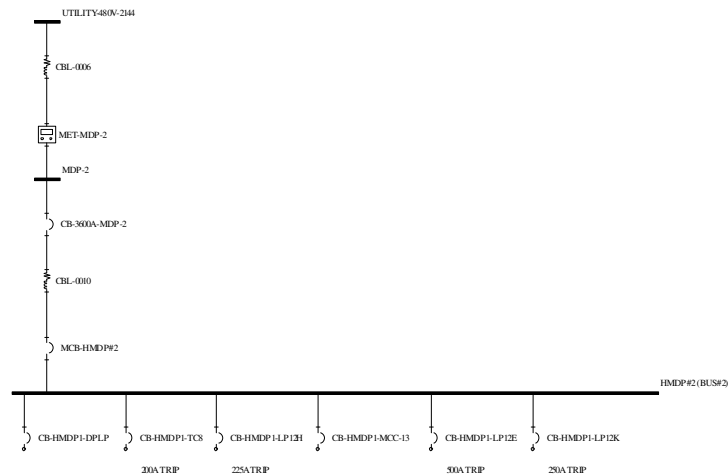 UTILITY-480V-2144
CBL-0006
MET-MDP-2
MDP-2
CB-3600A-MDP-2
CBL-0010
MCB-HMDP#2
HMDP#2 (BUS#2)
CB-HMDP1-DPLP CB-HMDP1-TC8 CB-HMDP1-LP12H CB-HMDP1-MCC-13 CB-HMDP1-LP12E CB-HMDP1-LP12K
200A TRIP 225A TRIP 500A TRIP 250A TRIP